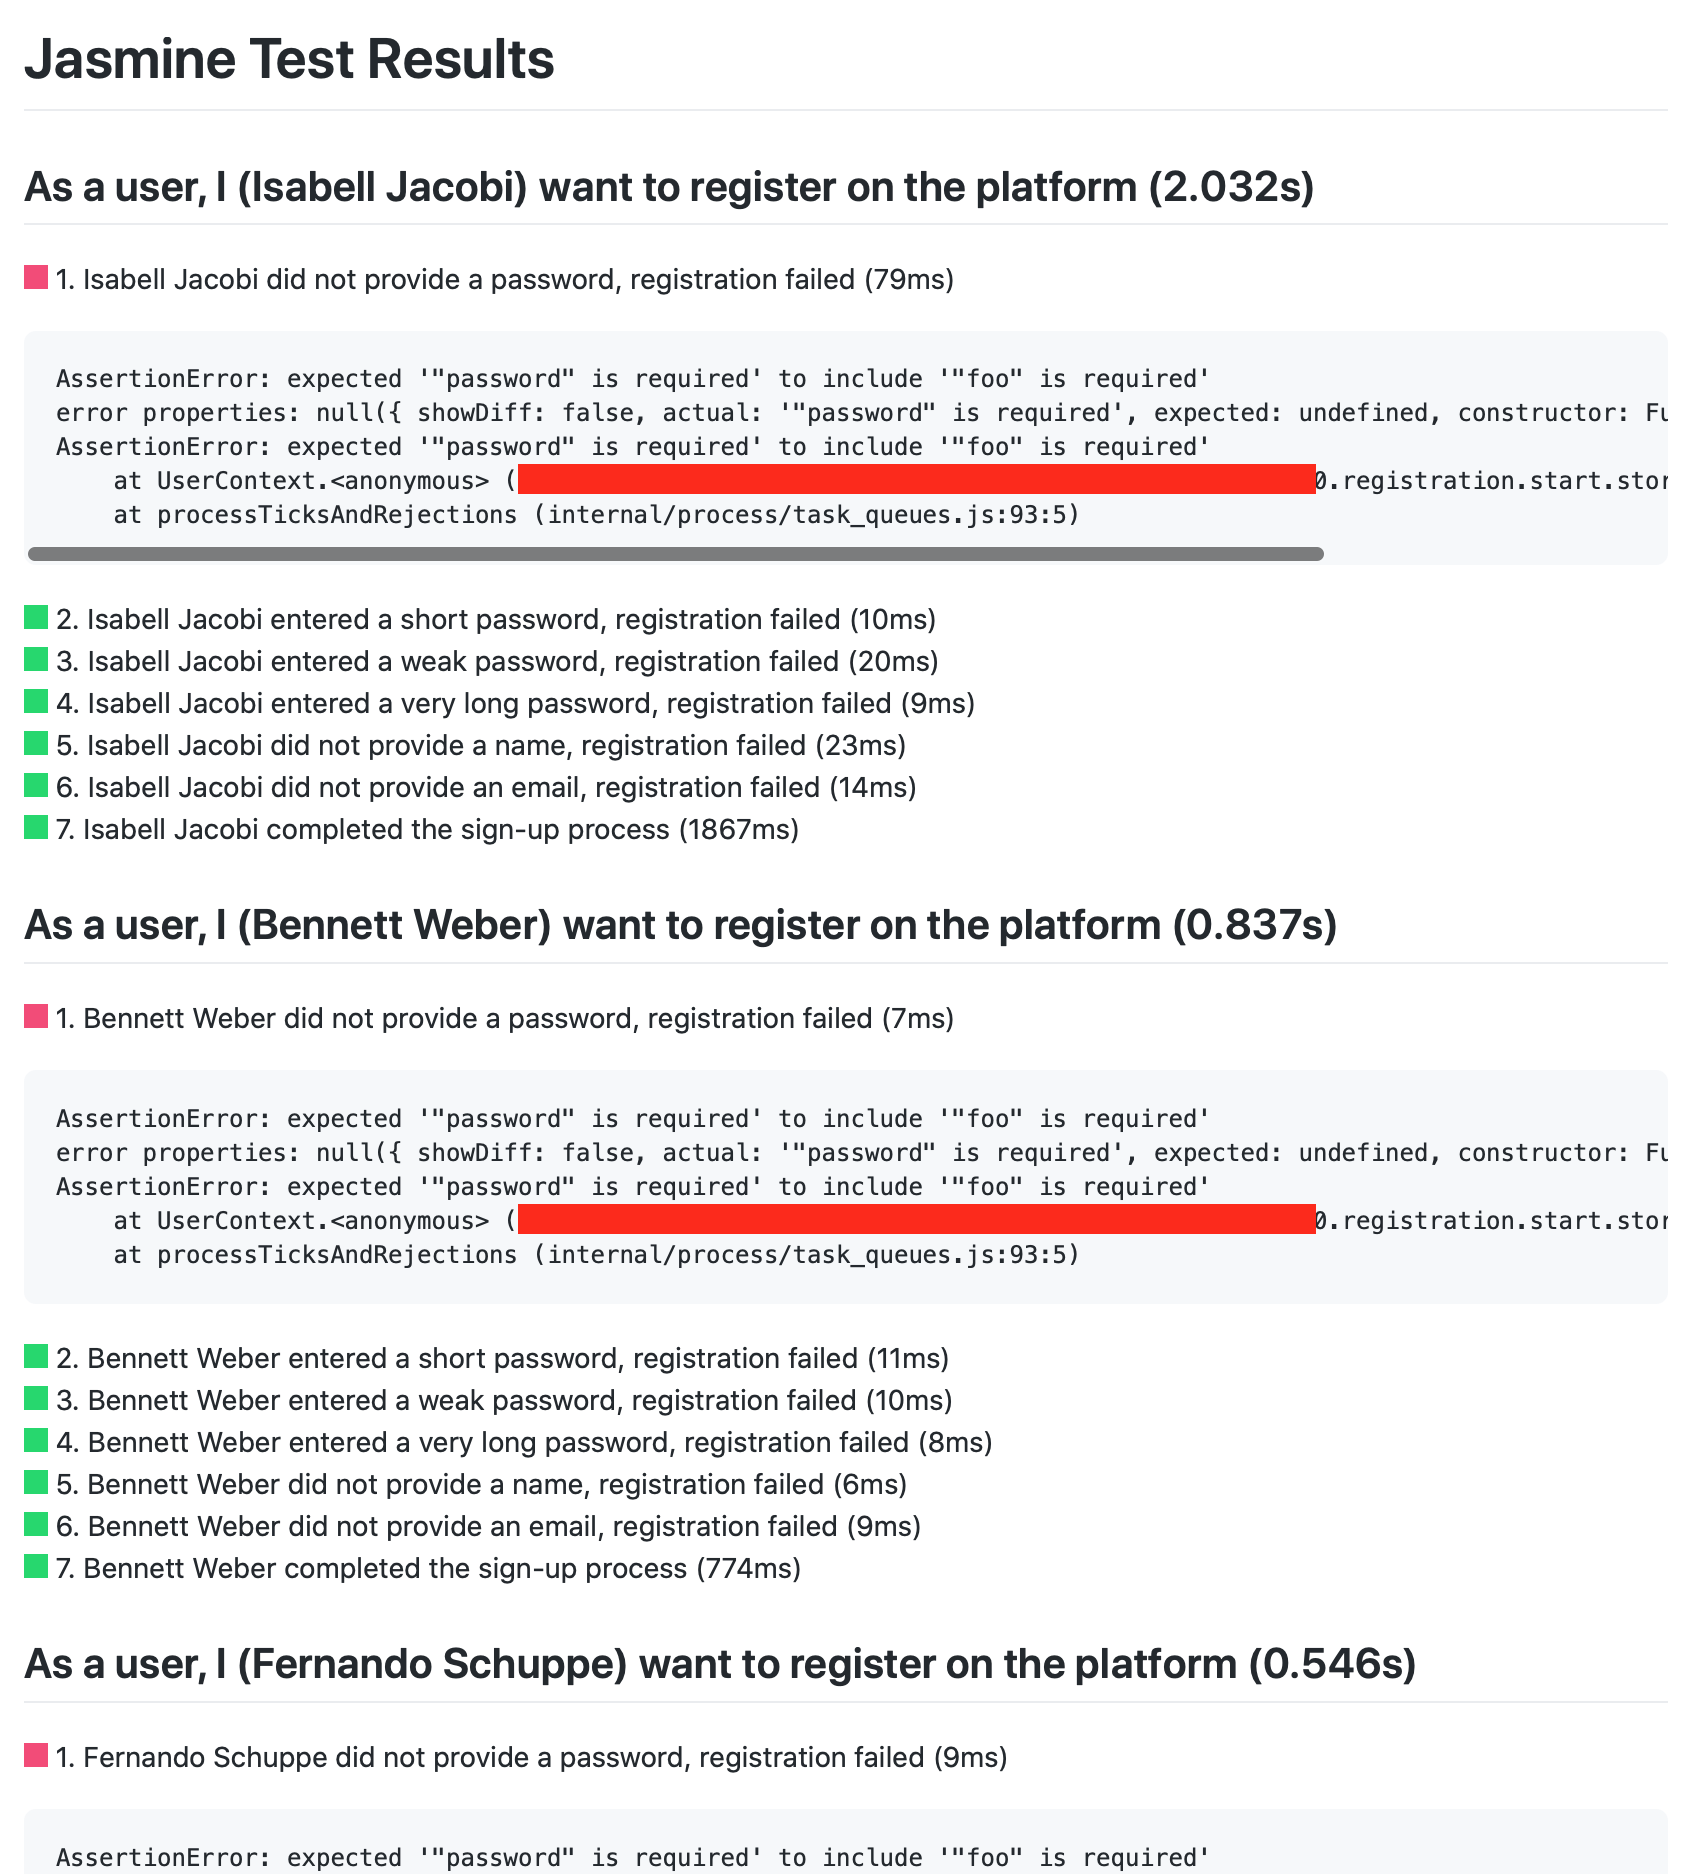 Jasmine Test Results
As a user, I (Isabell Jacobi) want to register on the platform (2.032s)
1. Isabell Jacobi did not provide a password, registration failed (79ms)
AssertionError: expected '"password" is required' to include '"foo" is required'
error properties: null({ showDiff: false, actual: '"password" is required', expected: undefined, constructor: Fu
AssertionError: expected '"password" is required' to include '"foo" is required'
at UserContext.<anonymous> (0.registration.start.stor
at processTicksAndRejections (internal/process/task_queues.js:93:5)
2. Isabell Jacobi entered a short password, registration failed (10ms)
3. Isabell Jacobi entered a weak password, registration failed (20ms)
4. Isabell Jacobi entered a very long password, registration failed (9ms)
5. Isabell Jacobi did not provide a name, registration failed (23ms)
6. Isabell Jacobi did not provide an email, registration failed (14ms)
7. Isabell Jacobi completed the sign-up process (1867ms)
As a user, I (Bennett Weber) want to register on the platform (0.837s)
1. Bennett Weber did not provide a password, registration failed (7ms)
AssertionError: expected '"password" is required' to include '"foo" is required'
error properties: null({ showDiff: false, actual: '"password" is required', expected: undefined, constructor: Fu
AssertionError: expected '"password" is required' to include '"foo" is required'
at UserContext.<anonymous> (0.registration.start.stor
at processTicksAndRejections (internal/process/task_queues.js:93:5)
2. Bennett Weber entered a short password, registration failed (11ms)
3. Bennett Weber entered a weak password, registration failed (10ms)
4. Bennett Weber entered a very long password, registration failed (8ms)
5. Bennett Weber did not provide a name, registration failed (6ms)
6. Bennett Weber did not provide an email, registration failed (9ms)
7. Bennett Weber completed the sign-up process (774ms)
As a user, I (Fernando Schuppe) want to register on the platform (0.546s)
1. Fernando Schuppe did not provide a password, registration failed (9ms)
AssertionError: expected '"password" is required' to include '"foo" is required'